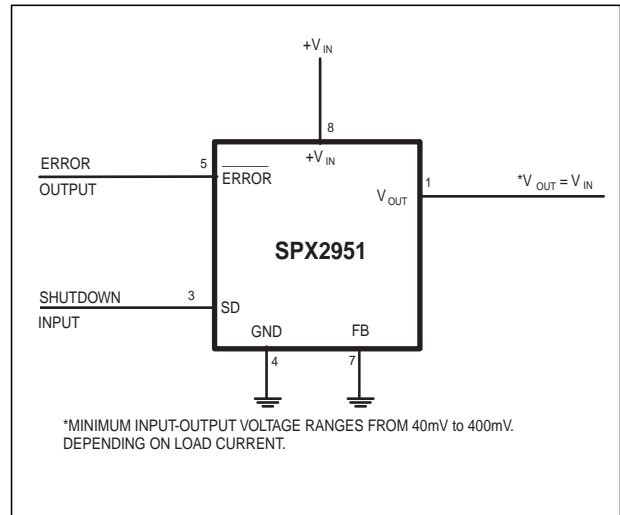 +V IN
8
+V IN
ERROR
5
ERROR
OUTPUT
1
V OUT
*V OUT = V IN
SPX2951
SHUTDOWN
3
SD
INPUT
GND
FB
4
7
*MINIMUM INPUT-OUTPUT VOLTAGE RANGES FROM 40mV to 400mV.
DEPENDING ON LOAD CURRENT.